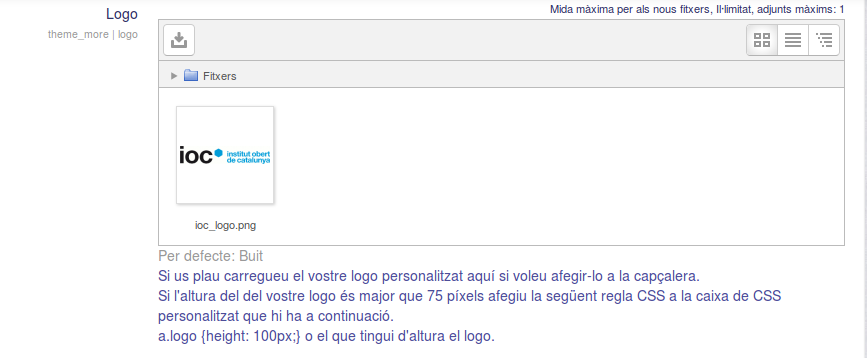 Logo
Mida màxima per als nous fitxers, Il·limitat, adjunts màxims: 1
theme_more | logo
Fitxers
ioc institut obert
de catalunya
ioc_logo.png
Per defecte: Buit
Si us plau carregueu el vostre logo personalitzat aquí si voleu afegir-lo a la capçalera.
Si l'altura del del vostre logo és major que 75 píxels afegiu la següent regla CSS a la caixa de CSS
personalitzat que hi ha a continuació.
a.logo {height: 100px;} o el que tingui d'altura el logo.